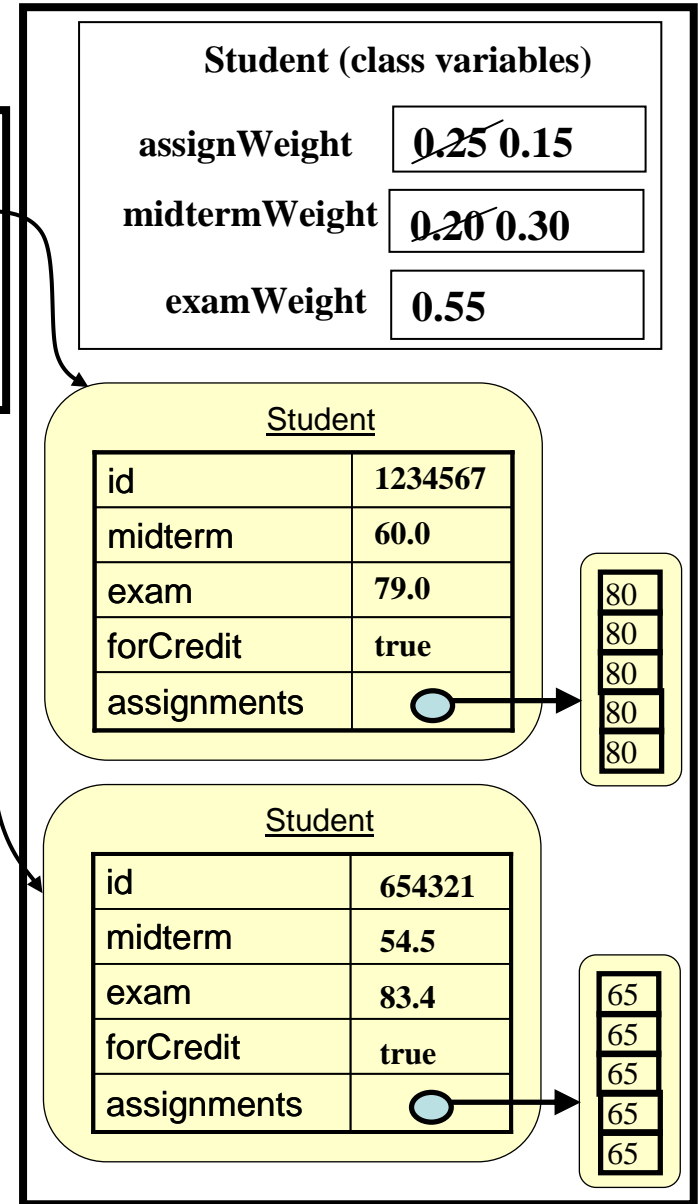 Student (class variables)
assignWeight 0.25 0.15
midtermWeight 0.20 0.30
examWeight 0.55
Student
id 1234567
midterm 60.0
exam 79.0
forCredit true
assignments
80
80
80
80
80
Student
id 654321
midterm 54.5
exam 83.4
forCredit true
assignments
65
65
65
65
65